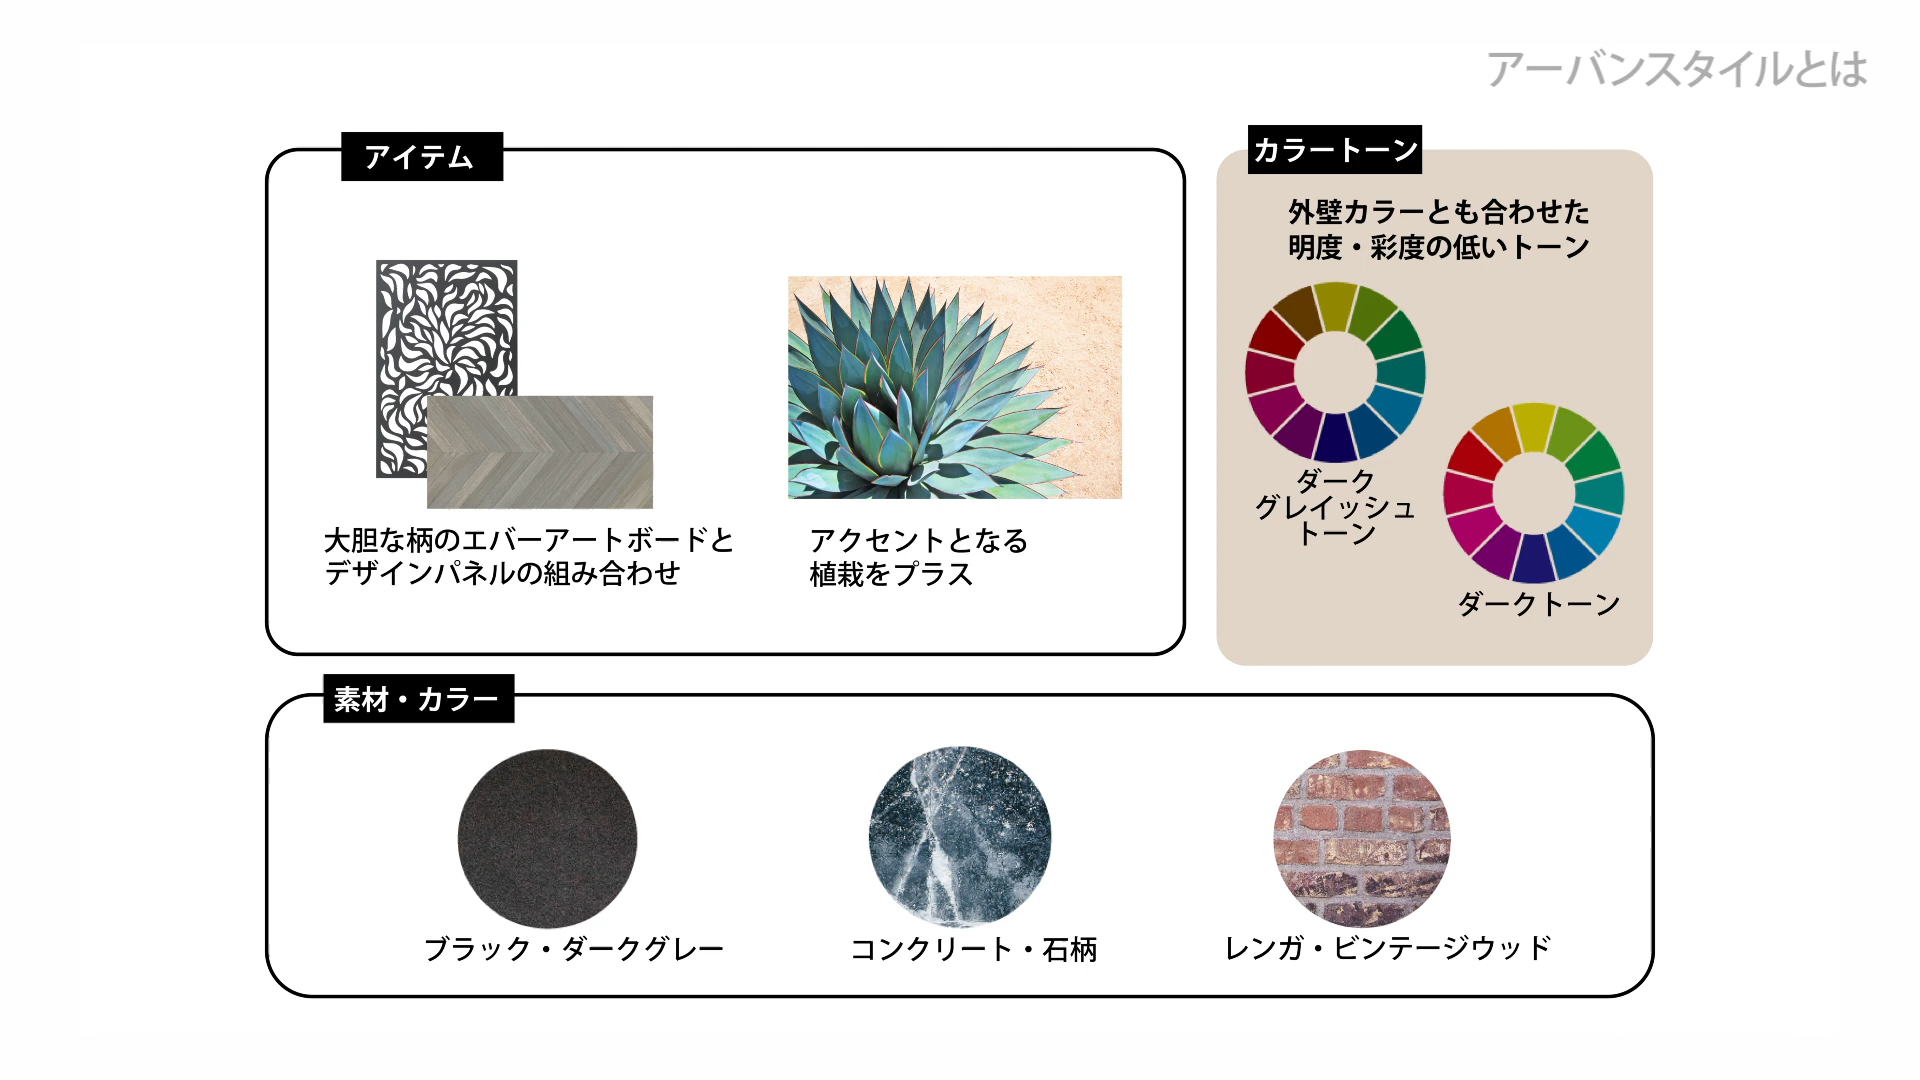 アーバンスタイルとは
アイテム
大胆な柄のエバーアートボードと
デザインパネルの組み合わせ
アクセントとなる
植栽をプラス
カラートーン
外壁カラーとも合わせた
明度・彩度の低いトーン
ダーク
グレイッシュ
トーン
ダークトーン
素材・カラー
ブラック・ダークグレー
コンクリート・石柄
レンガ・ビンテージウッド